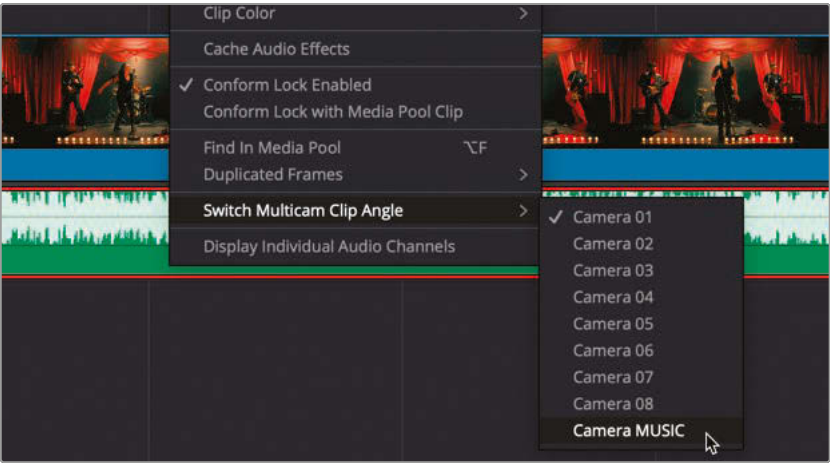 Clip Color >
Cache Audio Effects
✓ Conform Lock Enabled
Conform Lock with Media Pool Clip
Find In Media Pool ⌥F
Duplicated Frames >
Switch Multicam Clip Angle >
Display Individual Audio Channels
✓ Camera 01
Camera 02
Camera 03
Camera 04
Camera 05
Camera 06
Camera 07
Camera 08
Camera MUSIC